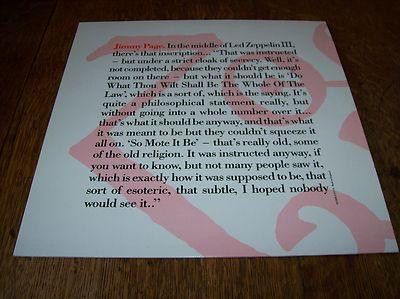 Jimmy Page. In the middle of Led Zeppelin III,
there's that inscription... "That was instructed
– but under a strict cloak of secrecy. Well, it's
not completed, because they couldn't get enough
room on there – but what it should be is 'Do
What Thou Wilt Shall Be The Whole Of The
Law', which is a sort of, which is the saying. It's
quite a philosophical statement really, but
without going into a whole number over it...
that's what it should be anyway, and that's what
it was meant to be but they couldn't squeeze it
all on. 'So Mote It Be' – that's really old, some
of the old religion. It was instructed anyway, if
you want to know, but not many people saw it,
which is exactly how it was supposed to be, that
sort of esoteric, that subtle, I hoped nobody
would see it.."